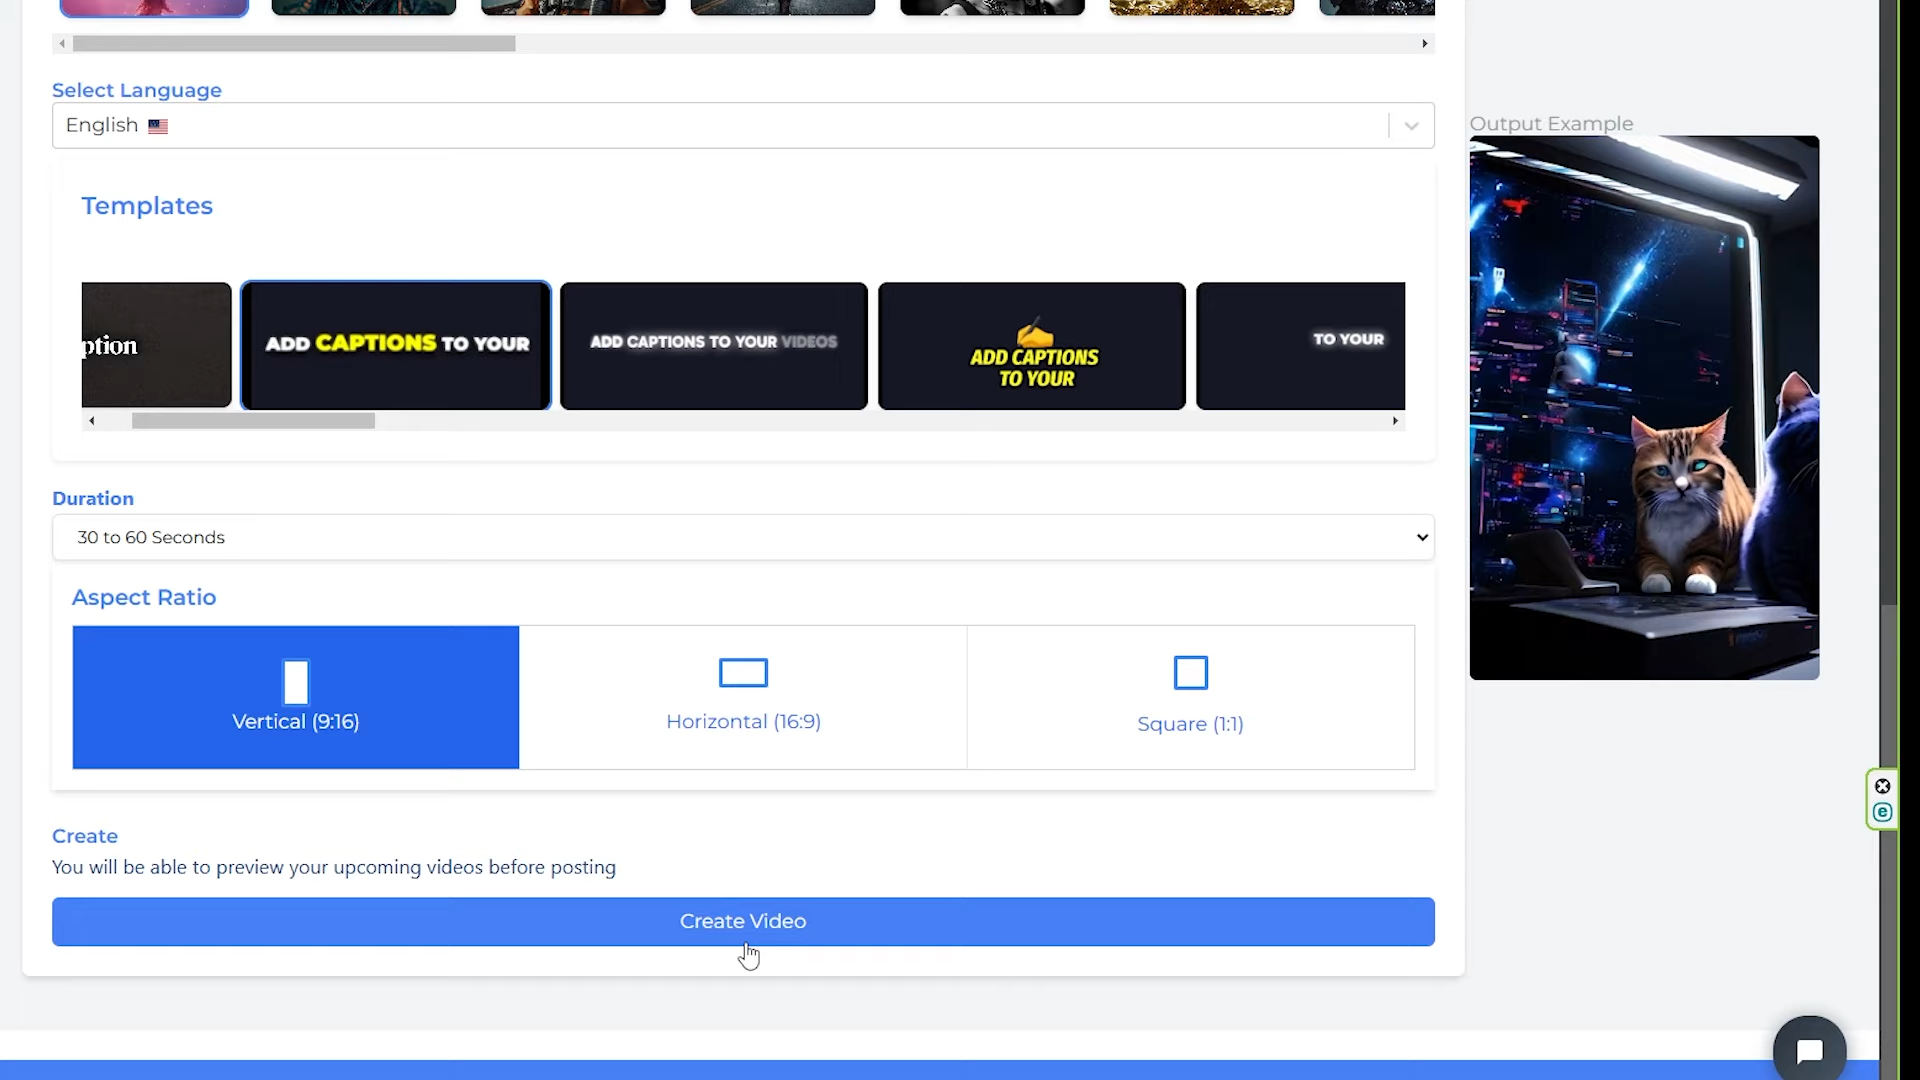 Select Language
English
Output Example
Templates
ption
ADD CAPTIONS TO YOUR
ADD CAPTIONS TO YOUR VIDEOS
ADD CAPTIONS
TO YOUR
TO YOUR
Duration
30 to 60 Seconds
Aspect Ratio
Vertical (9:16)
Horizontal (16:9)
Square (1:1)
Create
You will be able to preview your upcoming videos before posting
Create Video